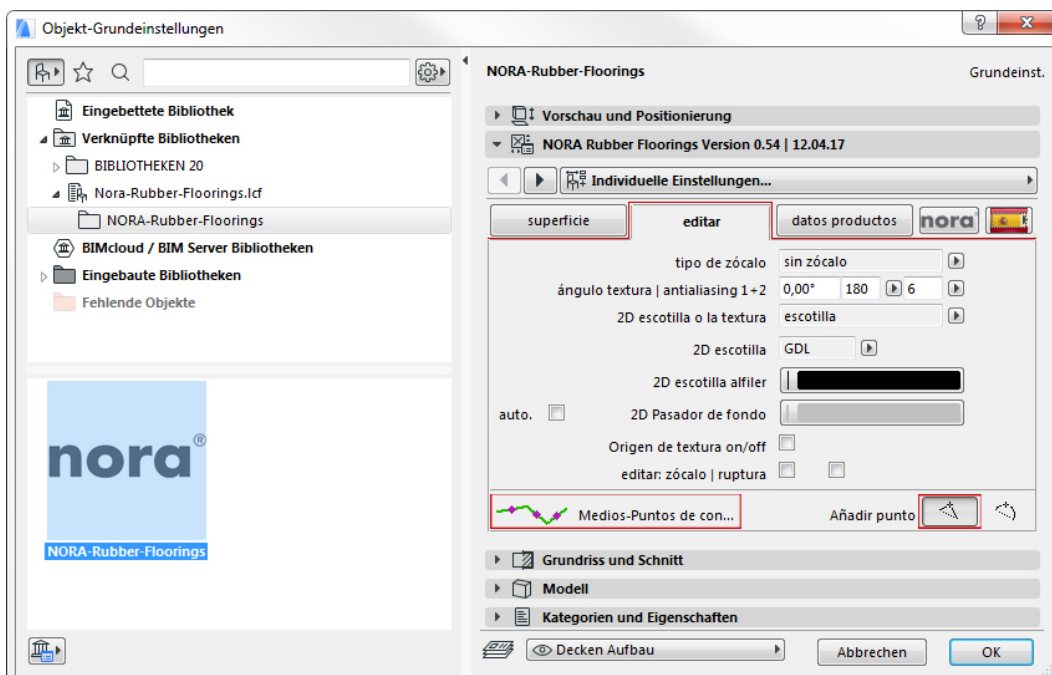 Objekt-Grundeinstellungen
Eingebettete Bibliothek
Verknüpfte Bibliotheken
BIBLIOTHEKEN 20
Nora-Rubber-Floorings.lcf
NORA-Rubber-Floorings
BIMcloud / BIM Server Bibliotheken
Eingebaute Bibliotheken
Fehlende Objekte
nora®
NORA-Rubber-Floorings
NORA-Rubber-Floorings Grundeinst.
Vorschau und Positionierung
NORA Rubber Floorings Version 0.54 | 12.04.17
Individuelle Einstellungen...
superficie editar datos productos nora
tipo de zócalo sin zócalo
ángulo textura | antialiasing 1+2 0,00° 180 6
2D escotilla o la textura escotilla
2D escotilla GDL
2D escotilla alfiler
auto. 2D Pasador de fondo
Origen de textura on/off
editar: zócalo | ruptura
Medios-Puntos de con... Añadir punto
Grundriss und Schnitt
Modell
Kategorien und Eigenschaften
Decken Aufbau Abbrechen OK